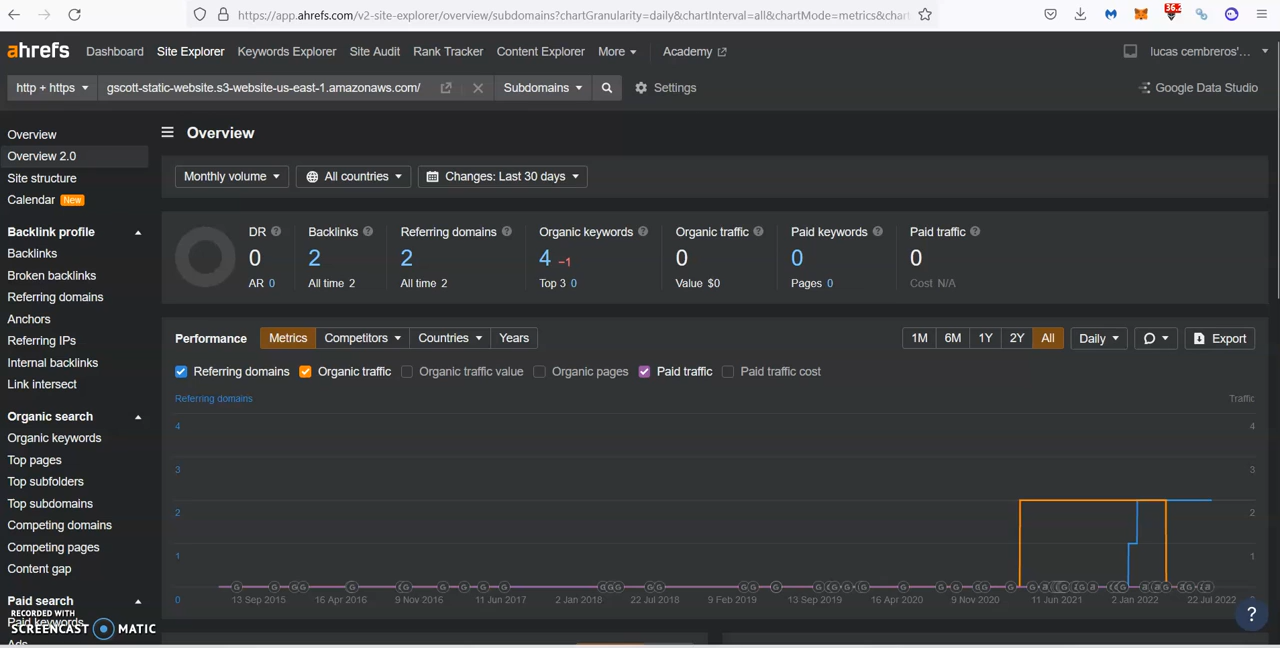 https://app.ahrefs.com/v2-site-explorer/overview/subdomains?chartGranularity=daily&chartInterval=all&chartMode=metrics&chart
36.2
ahrefs Dashboard Site Explorer Keywords Explorer Site Audit Rank Tracker Content Explorer More Academy lucas cembreros'...
http + https gscott-static-website.s3-website-us-east-1.amazonaws.com/ Subdomains Settings Google Data Studio
Overview
Overview 2.0
Site structure
Calendar New
Backlink profile
Backlinks
Broken backlinks
Referring domains
Anchors
Referring IPs
Internal backlinks
Link intersect
Organic search
Organic keywords
Top pages
Top subfolders
Top subdomains
Competing domains
Competing pages
Content gap
Paid search
Paid keywords
Ads
RECORDED WITH
SCREENCAST MATIC
Overview
Monthly volume All countries Changes: Last 30 days
DR ? Backlinks ? Referring domains ? Organic keywords ? Organic traffic ? Paid keywords ? Paid traffic ?
0 2 2 4 −1 0 0 0
AR 0 All time 2 All time 2 Top 3 0 Value $0 Pages 0 Cost N/A
Performance Metrics Competitors Countries Years 1M 6M 1Y 2Y All Daily Export
Referring domains Organic traffic Organic traffic value Organic pages Paid traffic Paid traffic cost
Referring domains Traffic
4 4
3 3
2 2
1 1
0
13 Sep 2015 16 Apr 2016 9 Nov 2016 11 Jun 2017 2 Jan 2018 22 Jul 2018 9 Feb 2019 13 Sep 2019 16 Apr 2020 9 Nov 2020 11 Jun 2021 2 Jan 2022 22 Jul 2022
?